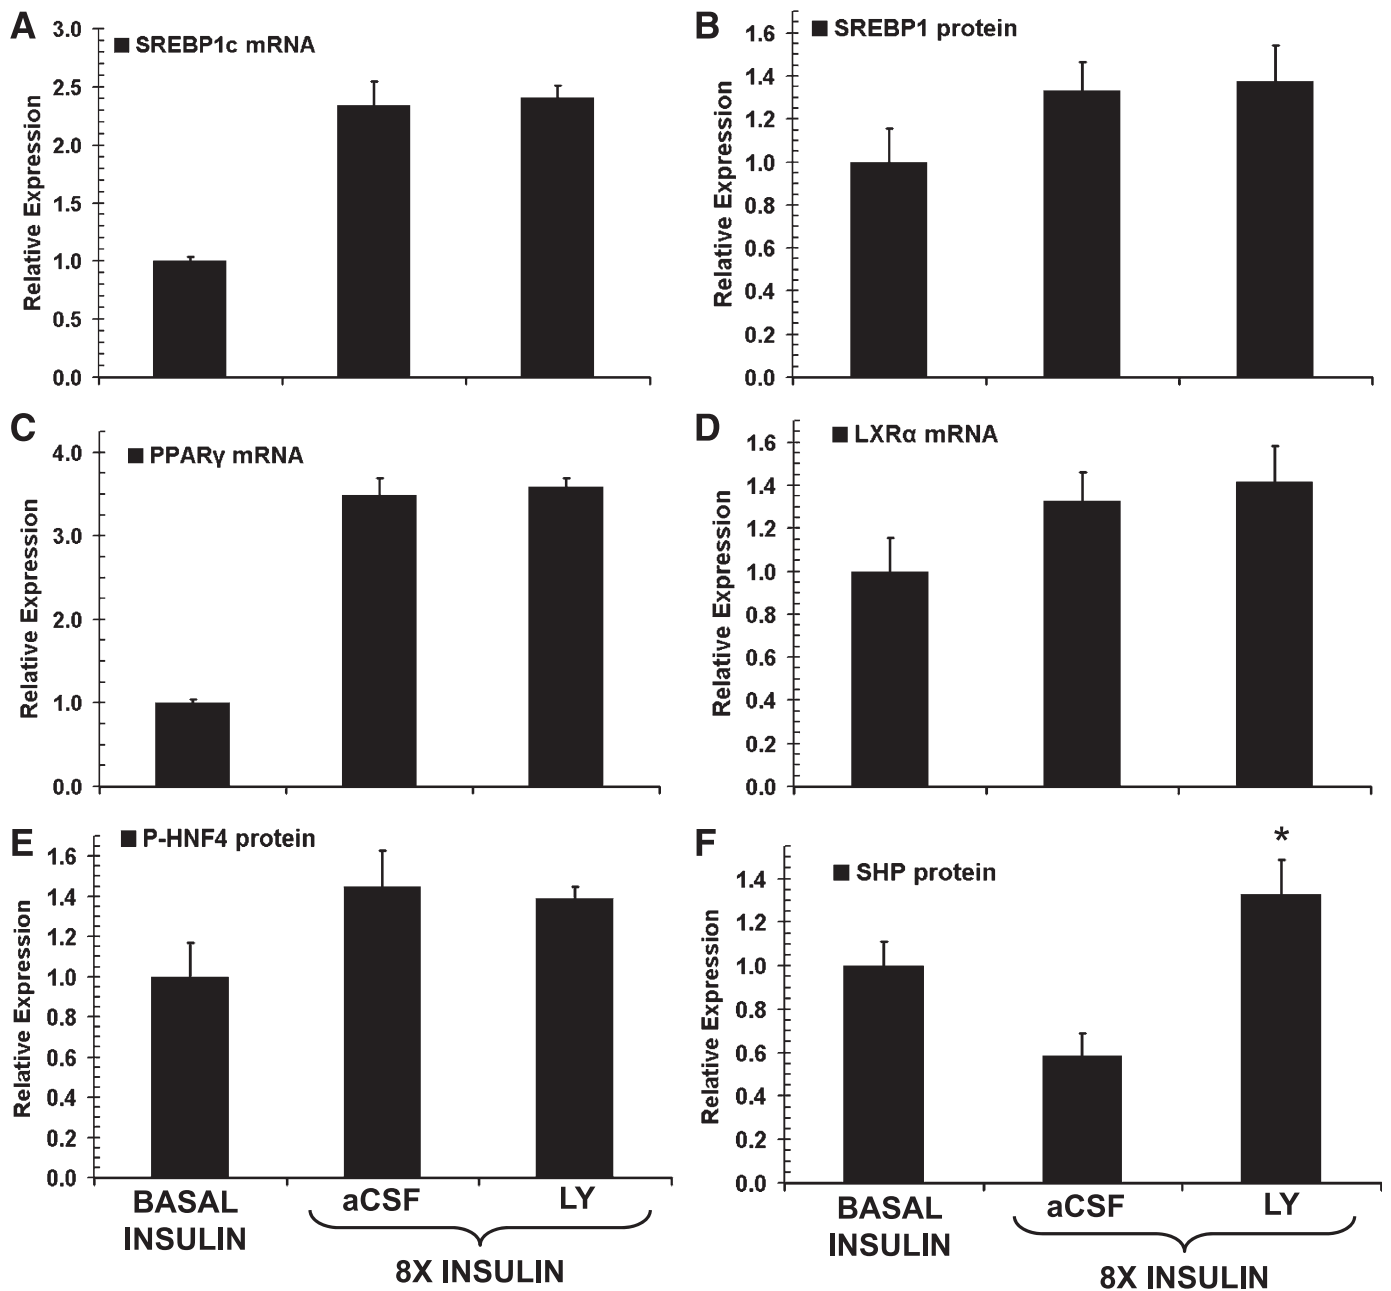 A
SREBP1c mRNA
Relative Expression
3.0
2.5
2.0
1.5
1.0
0.5
0.0
B
SREBP1 protein
Relative Expression
1.6
1.4
1.2
1.0
0.8
0.6
0.4
0.2
0.0
C
PPARγ mRNA
Relative Expression
4.0
3.0
2.0
1.0
0.0
D
LXRα mRNA
Relative Expression
1.6
1.4
1.2
1.0
0.8
0.6
0.4
0.2
0.0
E
P-HNF4 protein
Relative Expression
1.6
1.4
1.2
1.0
0.8
0.6
0.4
0.2
0.0
BASAL
INSULIN
aCSF
LY
8X INSULIN
F
SHP protein
*
Relative Expression
1.4
1.2
1.0
0.8
0.6
0.4
0.2
0.0
BASAL
INSULIN
aCSF
LY
8X INSULIN